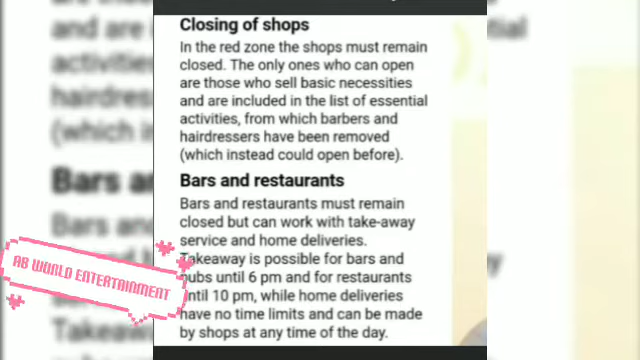 Closing of shops
In the red zone the shops must remain
closed. The only ones who can open
are those who sell basic necessities
and are included in the list of essential
activities, from which barbers and
hairdressers have been removed
(which instead could open before).
Bars and restaurants
Bars and restaurants must remain
closed but can work with take-away
service and home deliveries.
Takeaway is possible for bars and
pubs until 6 pm and for restaurants
until 10 pm, while home deliveries
have no time limits and can be made
by shops at any time of the day.
AB WORLD ENTERTAINMENT